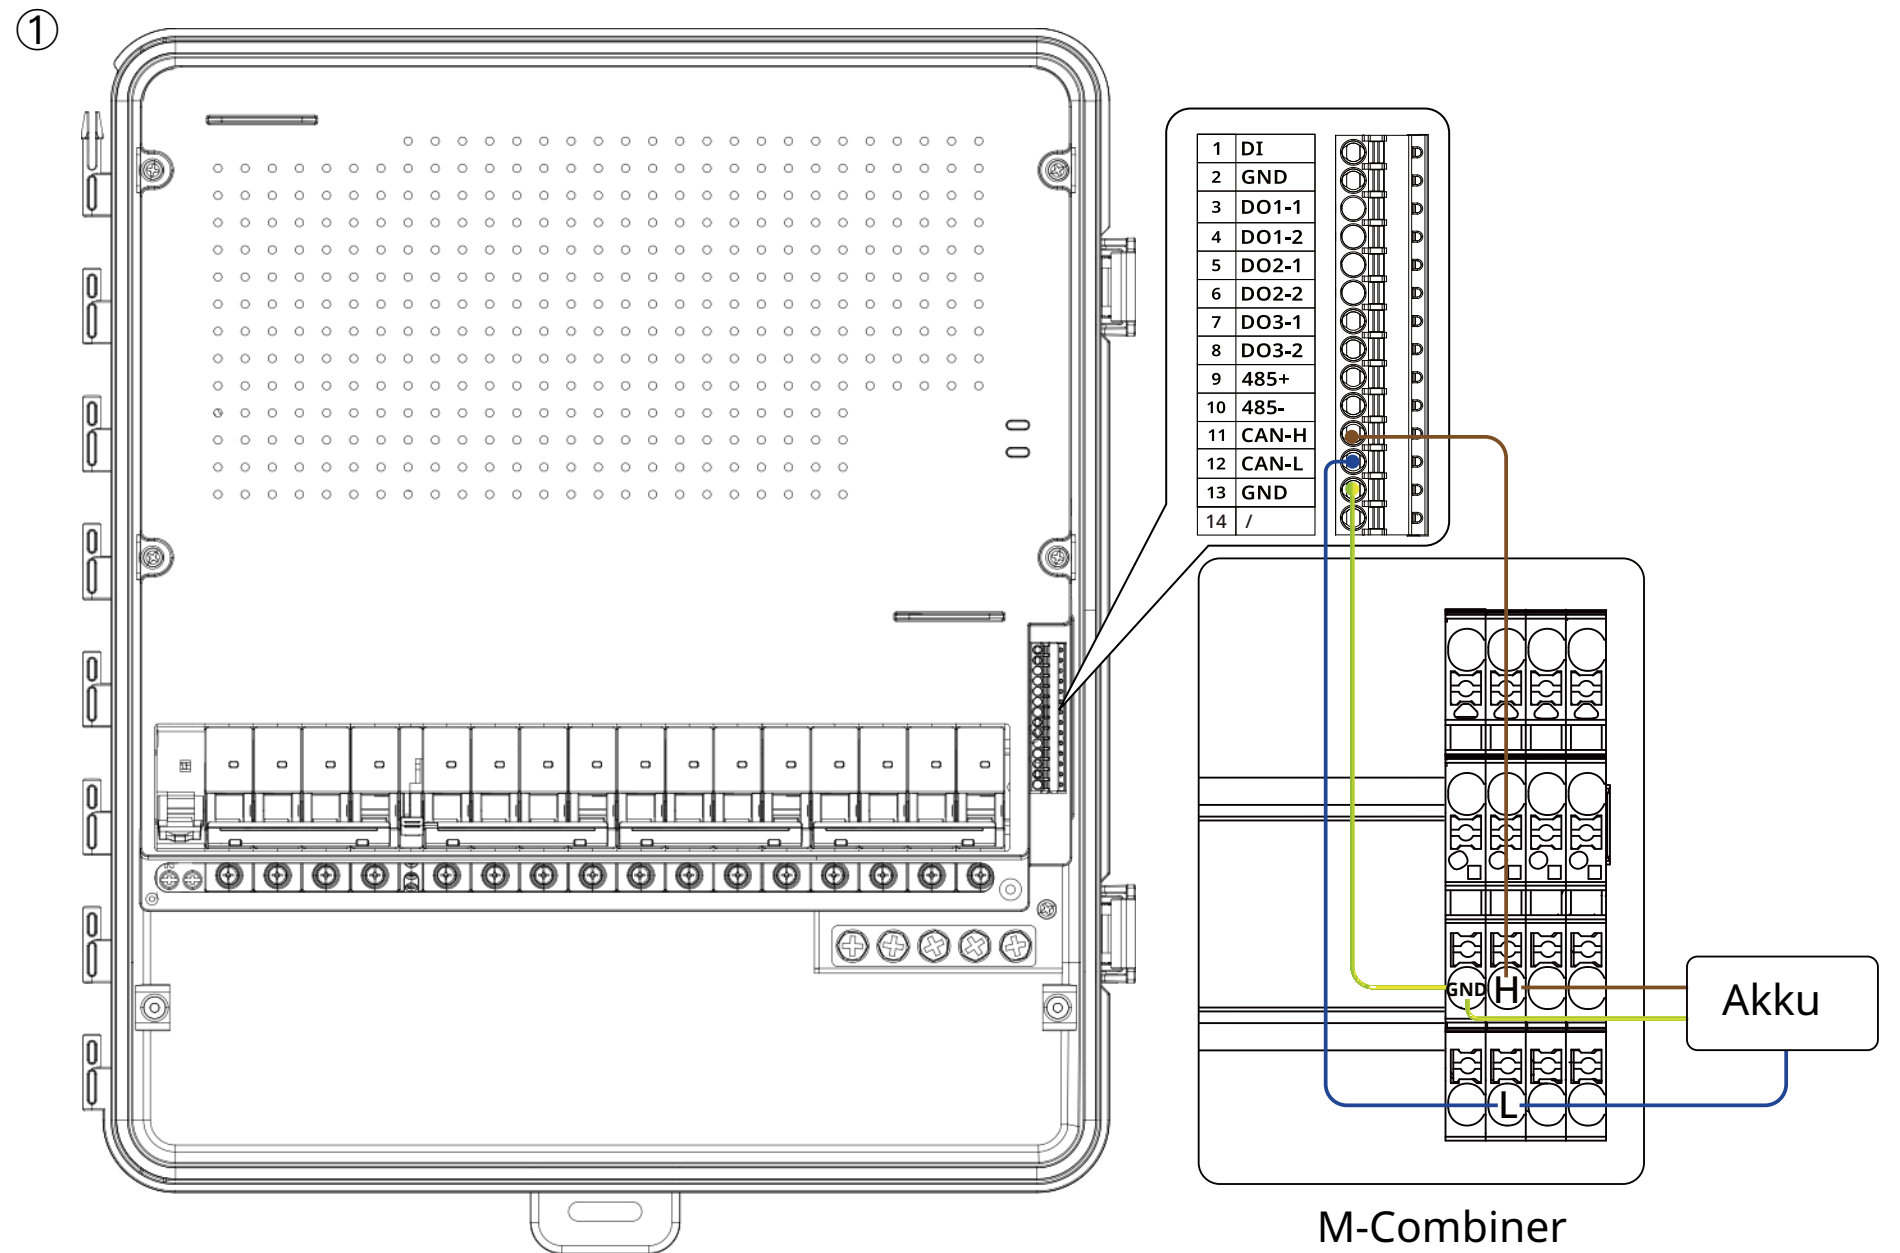 ①
1 DI
2 GND
3 DO1-1
4 DO1-2
5 DO2-1
6 DO2-2
7 DO3-1
8 DO3-2
9 485+
10 485-
11 CAN-H
12 CAN-L
13 GND
14 /
GND H
Akku
L
M-Combiner